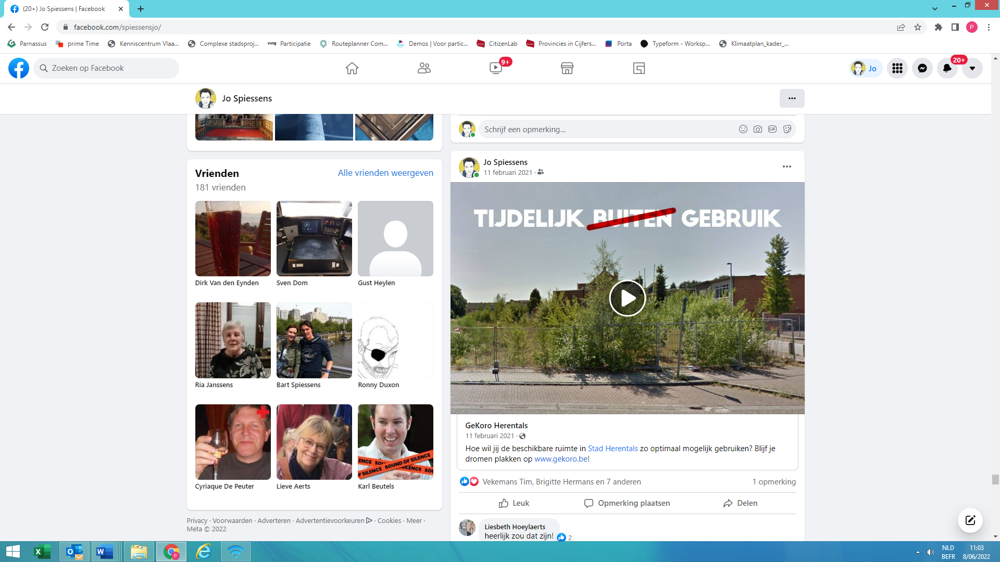 (20+) Jo Spiessens | Facebook
facebook.com/spiessensjo/
Parnassus
prime Time
Kenniscentrum Vlaa...
Complexe stadsproj...
vvsg Participatie
Routeplanner Com...
Demos | Voor partic...
CitizenLab
Provincies in Cijfers...
Porta
Typeform - Worksp...
Klimaatplan_kader_...
P
Zoeken op Facebook
9+
Jo
20+
Jo Spiessens
Vrienden
Alle vrienden weergeven
181 vrienden
Dirk Van den Eynden
Sven Dom
Gust Heylen
Ria Janssens
Bart Spiessens
Ronny Duxon
SOUND OF SILENCE
Cyriaque De Peuter
Lieve Aerts
Karl Beutels
Privacy · Voorwaarden · Adverteren · Advertentievoorkeuren · Cookies · Meer ·
Meta © 2022
Schrijf een opmerking...
GIF
Jo Spiessens
11 februari 2021 ·
TIJDELIJK BUITEN GEBRUIK
GeKoro Herentals
11 februari 2021 ·
Hoe wil jij de beschikbare ruimte in Stad Herentals zo optimaal mogelijk gebruiken? Blijf je
dromen plakken op www.gekoro.be!
Vekemans Tim, Brigitte Hermans en 7 anderen
1 opmerking
Leuk
Opmerking plaatsen
Delen
Liesbeth Hoeylaerts
heerlijk zou dat zijn!
2
NLD
BEFR
11:03
8/06/2022